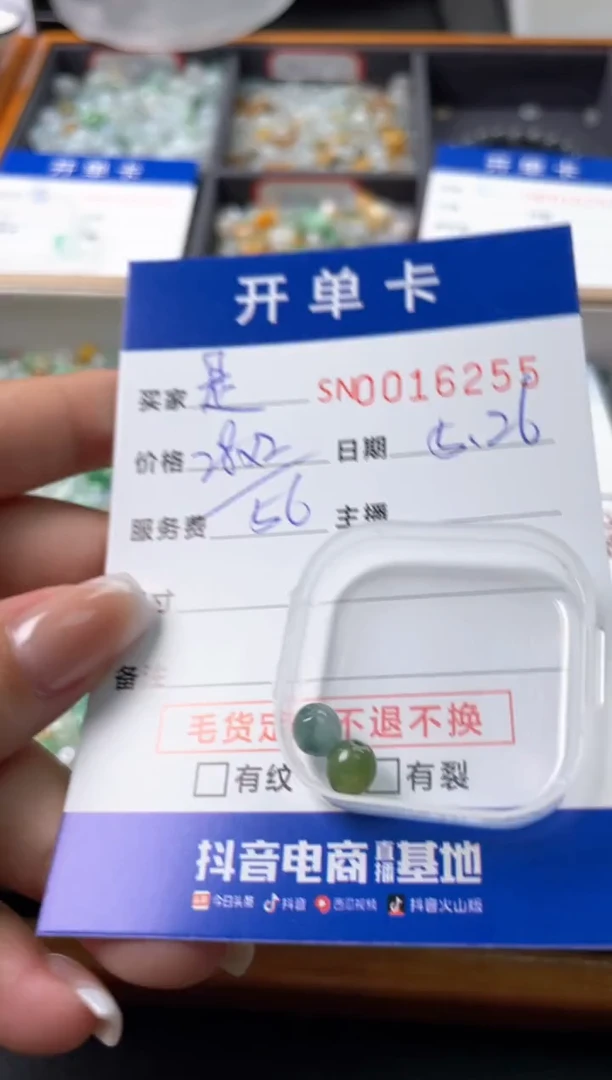 开单卡
开单卡
开单卡
买家 是 SN0016255
价格 28x2 日期 5.26
服务费 56 主播
寸
备注
毛货定 不退不换
有纹 有裂
抖音电商直播基地
今日头条 抖音 西瓜视频 抖音火山版